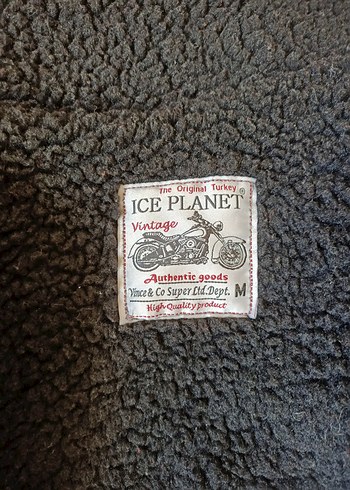 The Original Turkey ®
ICE PLANET
Vintage
Authentic goods
Vince & Co Super Ltd. Dept. M
High Quality product